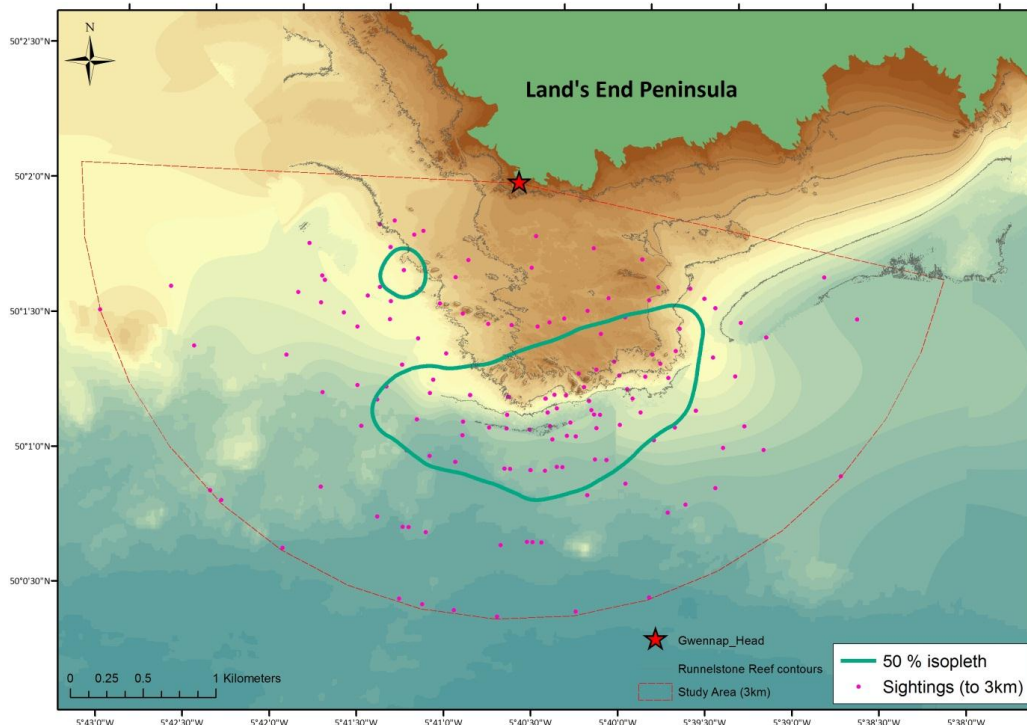 N
Land's End Peninsula
50°2'30"N
50°2'0"N
50°1'30"N
50°1'0"N
50°0'30"N
0 0.25 0.5 1 Kilometers
Gwennap_Head
Runnelstone Reef contours
Study Area (3km)
50 % isopleth
Sightings (to 3km)
5°43'0"W 5°42'30"W 5°42'0"W 5°41'30"W 5°41'0"W 5°40'30"W 5°40'0"W 5°39'30"W 5°39'0"W 5°38'30"W 5°38'0"W